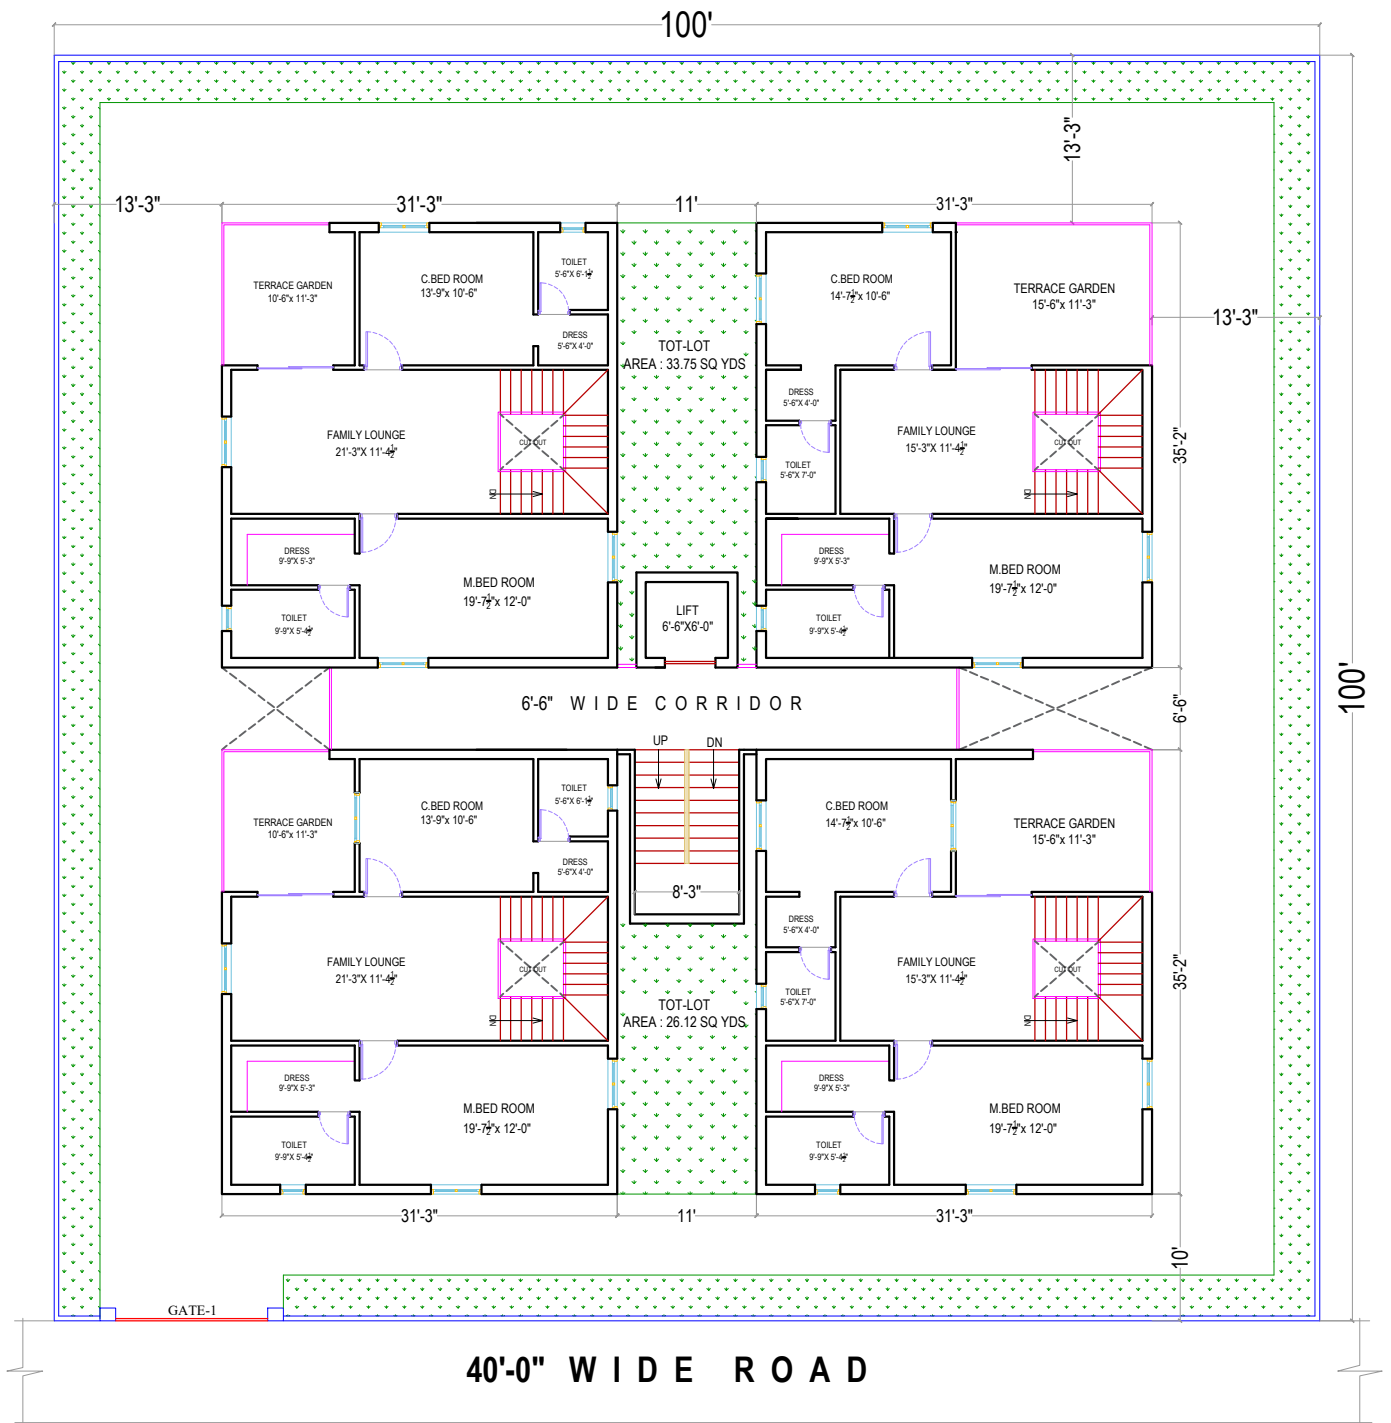 100'
13'-3"
13'-3"
31'-3"
11'
31'-3"
TERRACE GARDEN
10'-6"x 11'-3"
C.BED ROOM
13'-9"x 10'-6"
TOILET
5'-6"X 6'-1½"
DRESS
5'-6"X 4'-0"
TOT-LOT
AREA : 33.75 SQ YDS
C.BED ROOM
14'-7½"x 10'-6"
TERRACE GARDEN
15'-6"x 11'-3"
13'-3"
DRESS
5'-6"X 4'-0"
FAMILY LOUNGE
21'-3"X 11'-4½"
CUT OUT
DN
TOILET
5'-6"X 7'-0"
FAMILY LOUNGE
15'-3"X 11'-4½"
CUT OUT
DN
35'-2"
DRESS
9'-9"X 5'-3"
M.BED ROOM
19'-7½"x 12'-0"
TOILET
9'-9"X 5'-4½"
LIFT
6'-6"X6'-0"
DRESS
9'-9"X 5'-3"
M.BED ROOM
19'-7½"x 12'-0"
TOILET
9'-9"X 5'-4½"
6'-6" WIDE CORRIDOR
6'-6"
100'
UP
DN
TERRACE GARDEN
10'-6"x 11'-3"
C.BED ROOM
13'-9"x 10'-6"
TOILET
5'-6"X 6'-1½"
DRESS
5'-6"X 4'-0"
8'-3"
C.BED ROOM
14'-7½"x 10'-6"
TERRACE GARDEN
15'-6"x 11'-3"
DRESS
5'-6"X 4'-0"
FAMILY LOUNGE
21'-3"X 11'-4½"
CUT OUT
DN
TOT-LOT
AREA : 26.12 SQ YDS
TOILET
5'-6"X 7'-0"
FAMILY LOUNGE
15'-3"X 11'-4½"
CUT OUT
DN
35'-2"
DRESS
9'-9"X 5'-3"
M.BED ROOM
19'-7½"x 12'-0"
TOILET
9'-9"X 5'-4½"
DRESS
9'-9"X 5'-3"
M.BED ROOM
19'-7½"x 12'-0"
TOILET
9'-9"X 5'-4½"
31'-3"
11'
31'-3"
10'
GATE-1
40'-0" WIDE ROAD